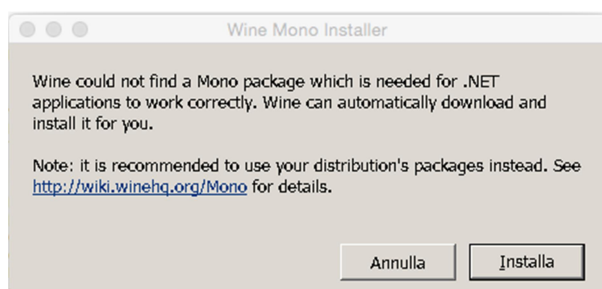 Wine Mono Installer
Wine could not find a Mono package which is needed for .NET
applications to work correctly. Wine can automatically download and
install it for you.
Note: it is recommended to use your distribution's packages instead. See
http://wiki.winehq.org/Mono for details.
Annulla Installa